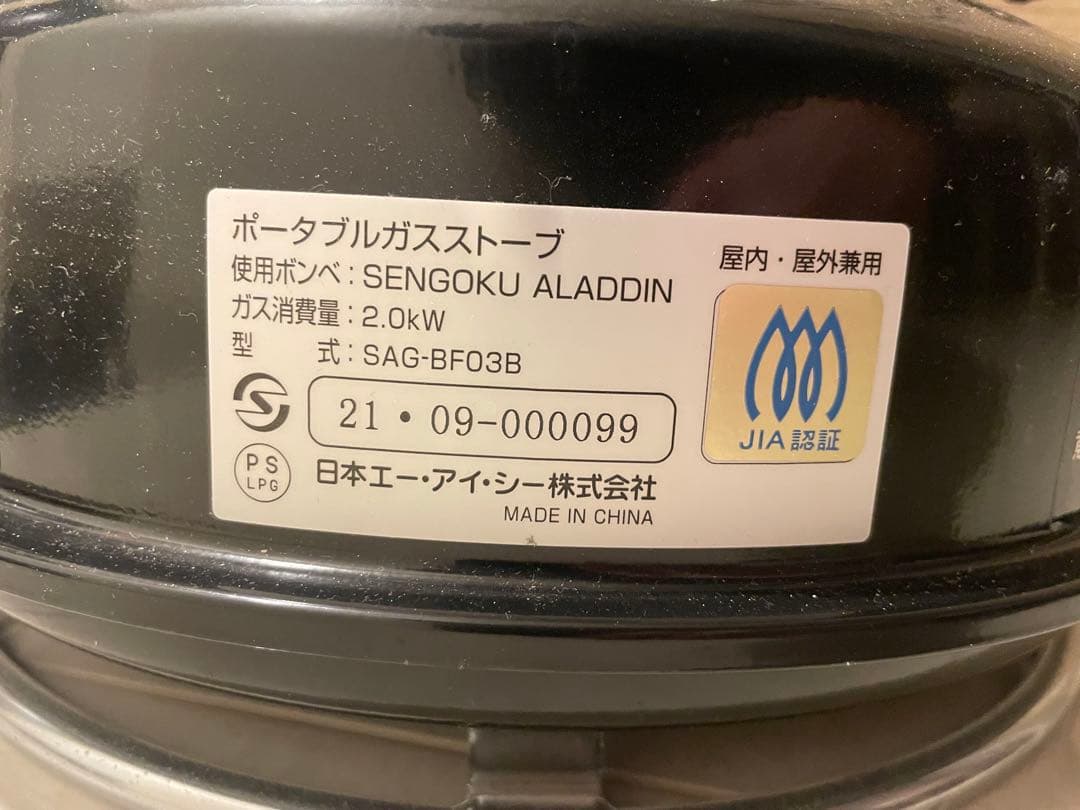 ポータブルガスストーブ
屋内・屋外兼用
使用ボンベ：SENGOKU ALADDIN
ガス消費量：2.0kW
型　　式：SAG-BF03B
21・09-000099
JIA認証
PS
LPG
日本エー・アイ・シー株式会社
MADE IN CHINA